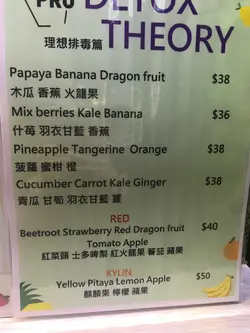 PRO DETOX
理想排毒篇 THEORY
Papaya Banana Dragon fruit $38
木瓜 香蕉 火龍果
Mix berries Kale Banana $36
什苺 羽衣甘藍 香蕉
Pineapple Tangerine Orange $38
菠蘿 蜜柑 橙
Cucumber Carrot Kale Ginger $38
青瓜 甘筍 羽衣甘藍 薑
RED
Beetroot Strawberry Red Dragon fruit $40
Tomato Apple
紅菜頭 士多啤梨 紅火龍果 蕃茄 蘋果
KYLIN
Yellow Pitaya Lemon Apple $50
麒麟果 檸檬 蘋果